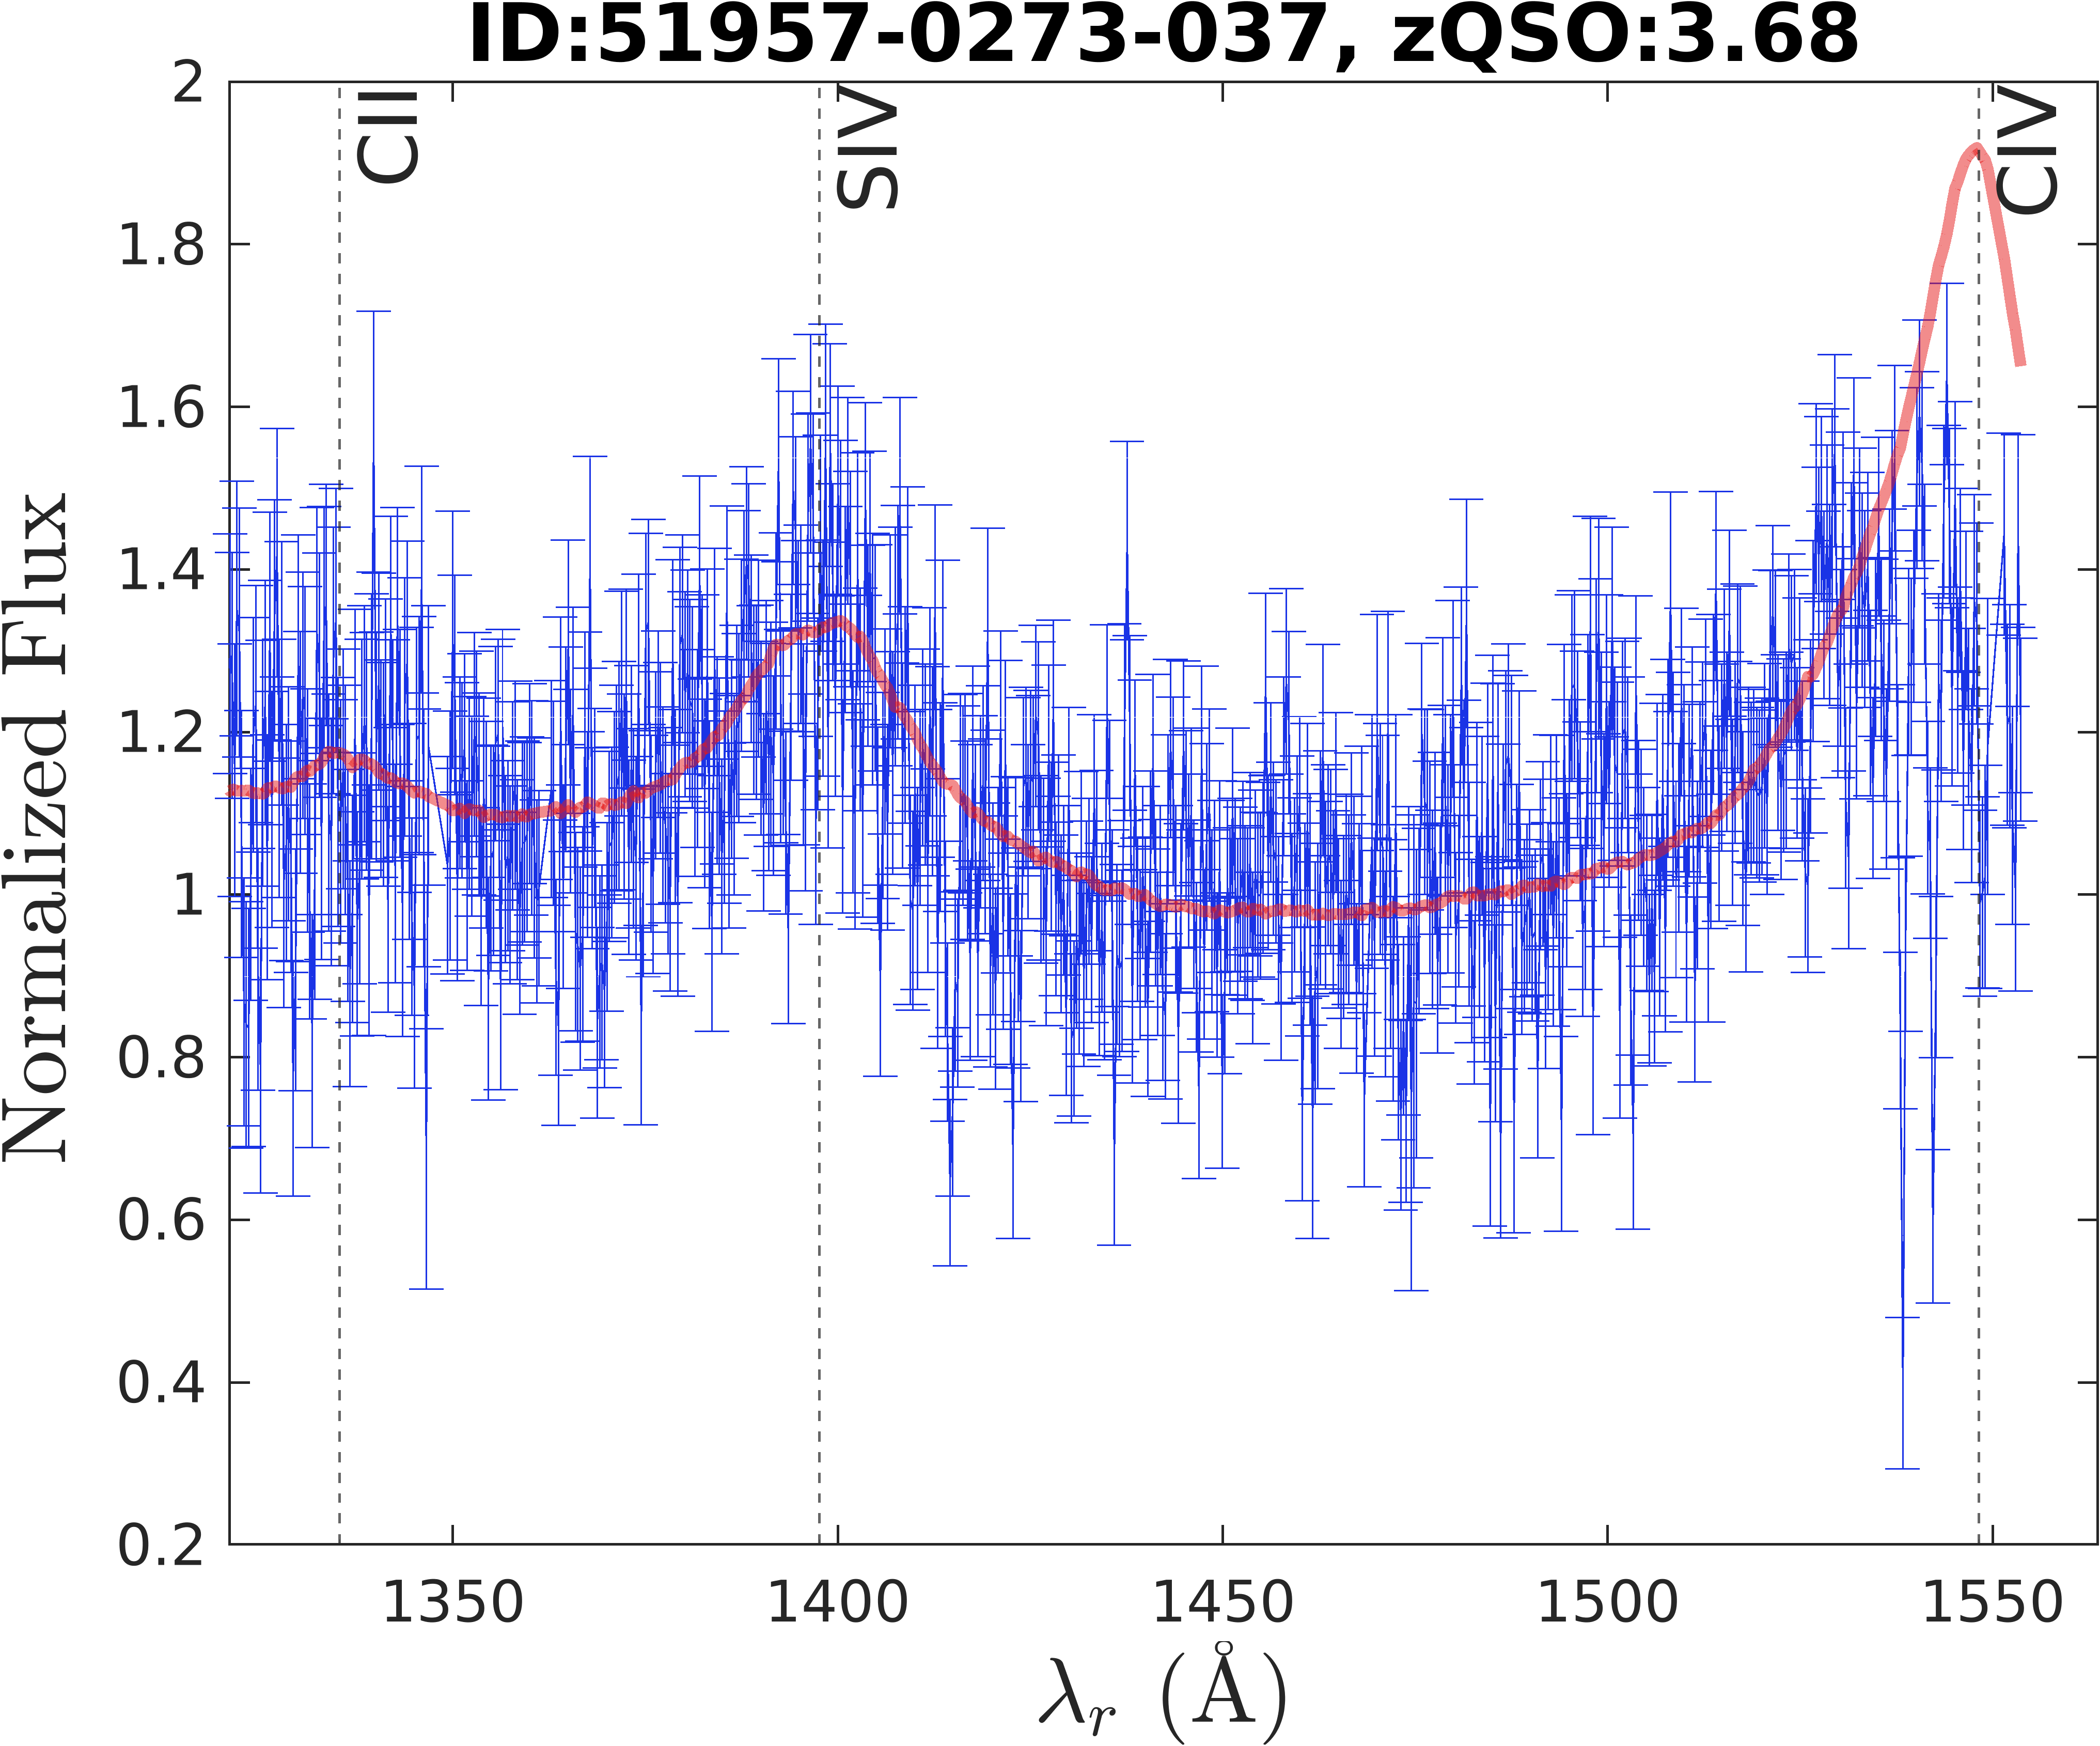 ID:51957-0273-037, zQSO:3.68
2
1.8
1.6
1.4
1.2
1
0.8
0.6
0.4
0.2
Normalized Flux
CII
SIV
CIV
1350
1400
1450
1500
1550
λr (Å)